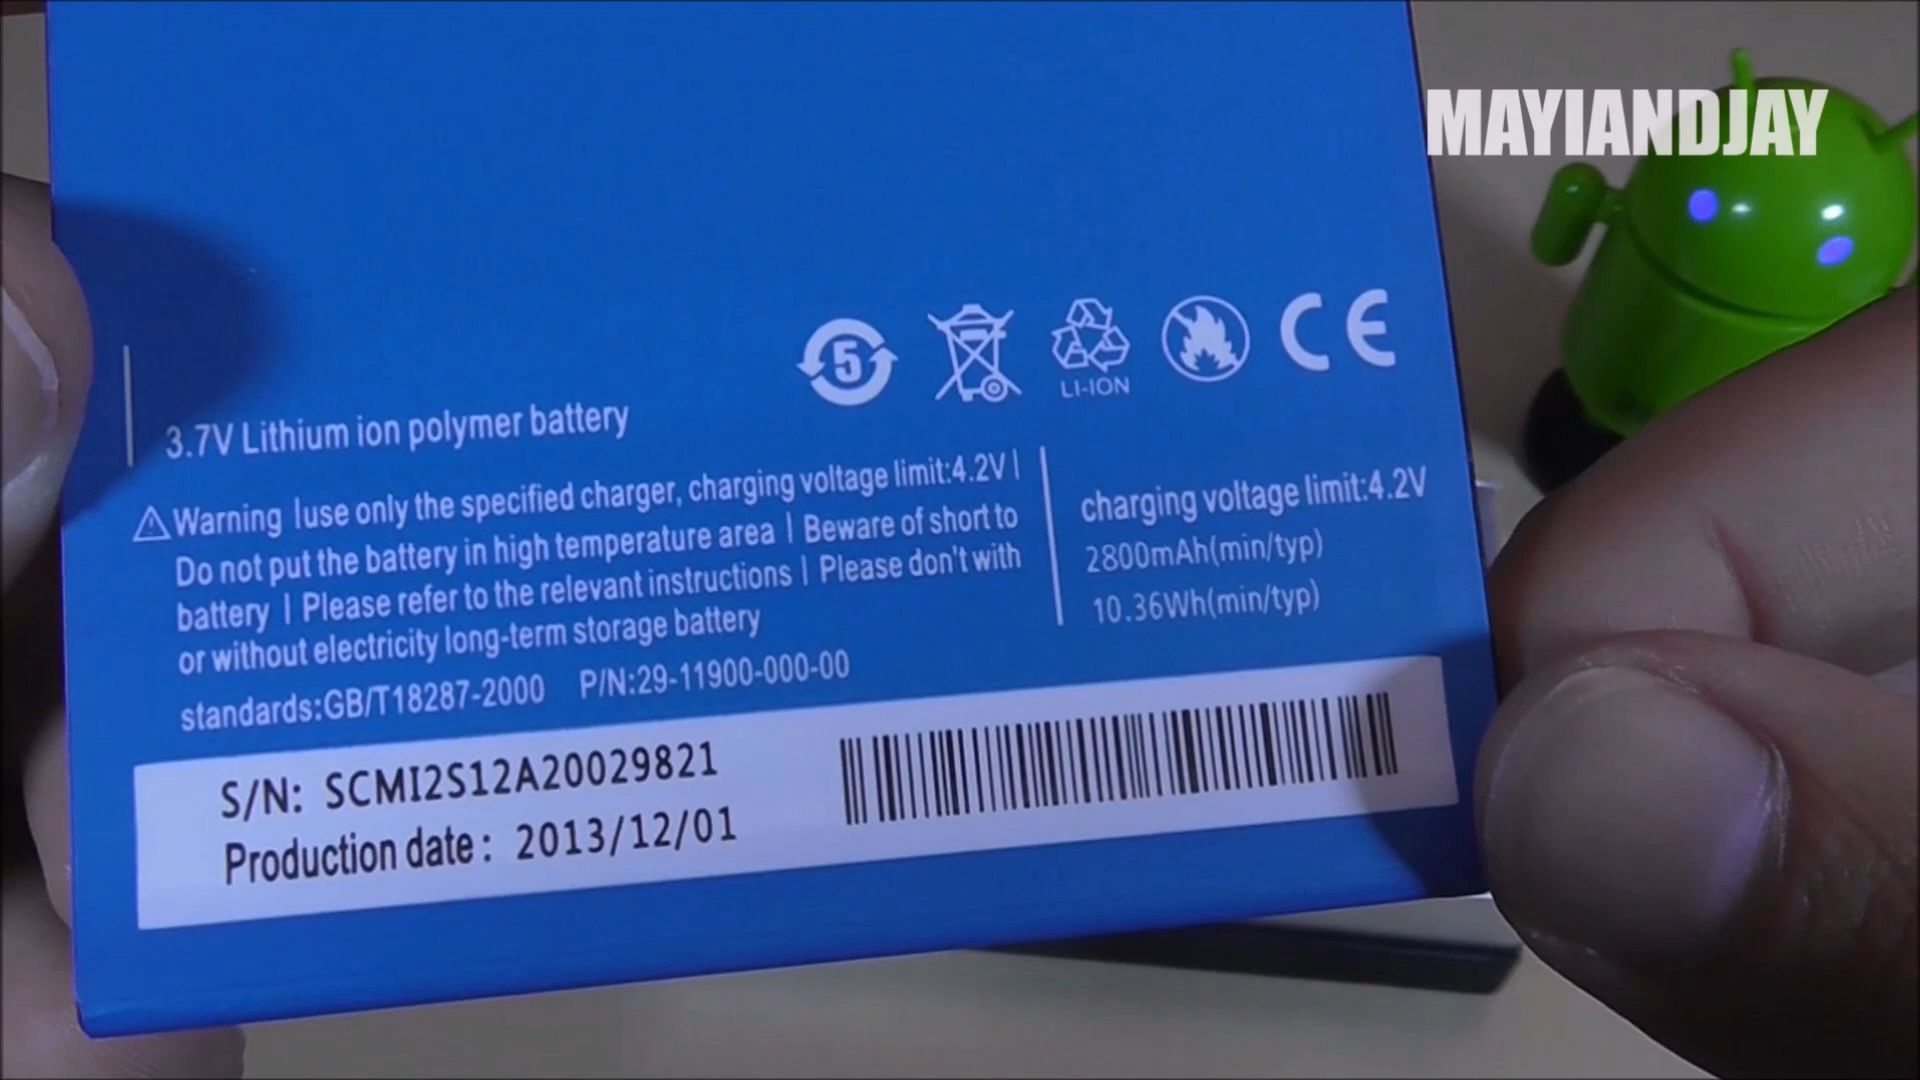 MAYIANDJAY
5
LI-ION
CE
3.7V Lithium ion polymer battery
Warning |use only the specified charger, charging voltage limit:4.2V |
Do not put the battery in high temperature area | Beware of short to
battery | Please refer to the relevant instructions | Please don't with
or without electricity long-term storage battery
standards:GB/T18287-2000 P/N:29-11900-000-00
charging voltage limit:4.2V
2800mAh(min/typ)
10.36Wh(min/typ)
S/N: SCMI2S12A20029821
Production date: 2013/12/01